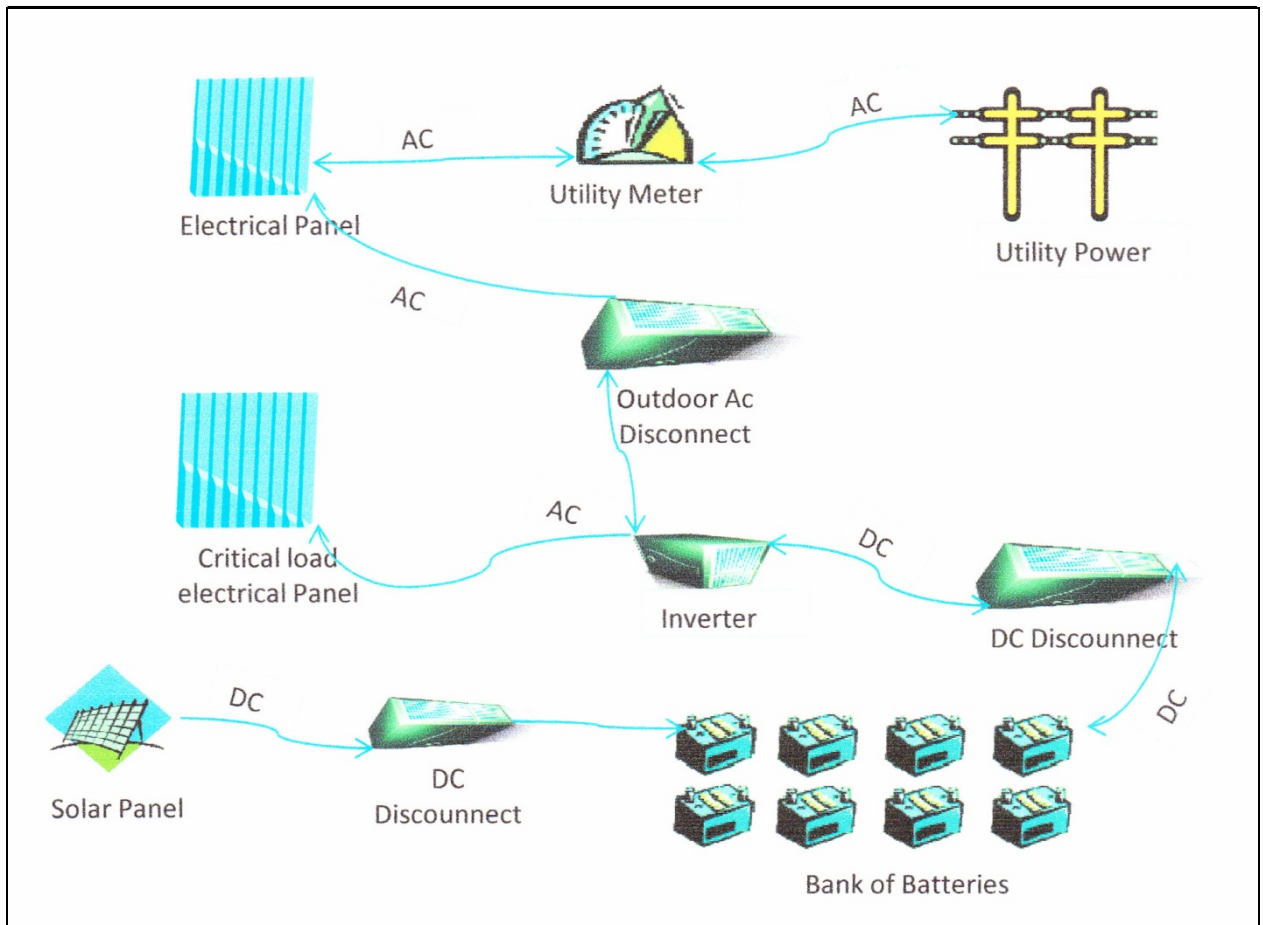 AC
AC
Utility Meter
Electrical Panel
Utility Power
AC
Outdoor Ac
Disconnect
AC
DC
Critical load
electrical Panel
Inverter
DC Discounnect
DC
DC
Solar Panel
DC
Discounnect
Bank of Batteries